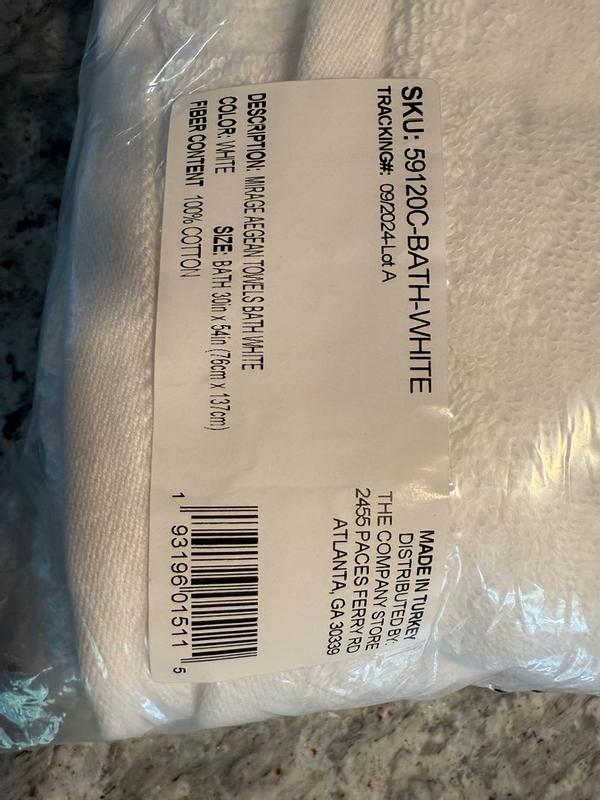 SKU: 59120C-BATH-WHITE
TRACKING#: 09/2024-Lot A
DESCRIPTION: MIRAGE AEGEAN TOWELS BATH WHITE
COLOR: WHITE SIZE: BATH 30in x 54in (76cm x 137cm)
FIBER CONTENT 100% COTTON
MADE IN TURKEY
DISTRIBUTED BY:
THE COMPANY STORE
2455 PACES FERRY RD
ATLANTA, GA 30339
1 93196 01511 5